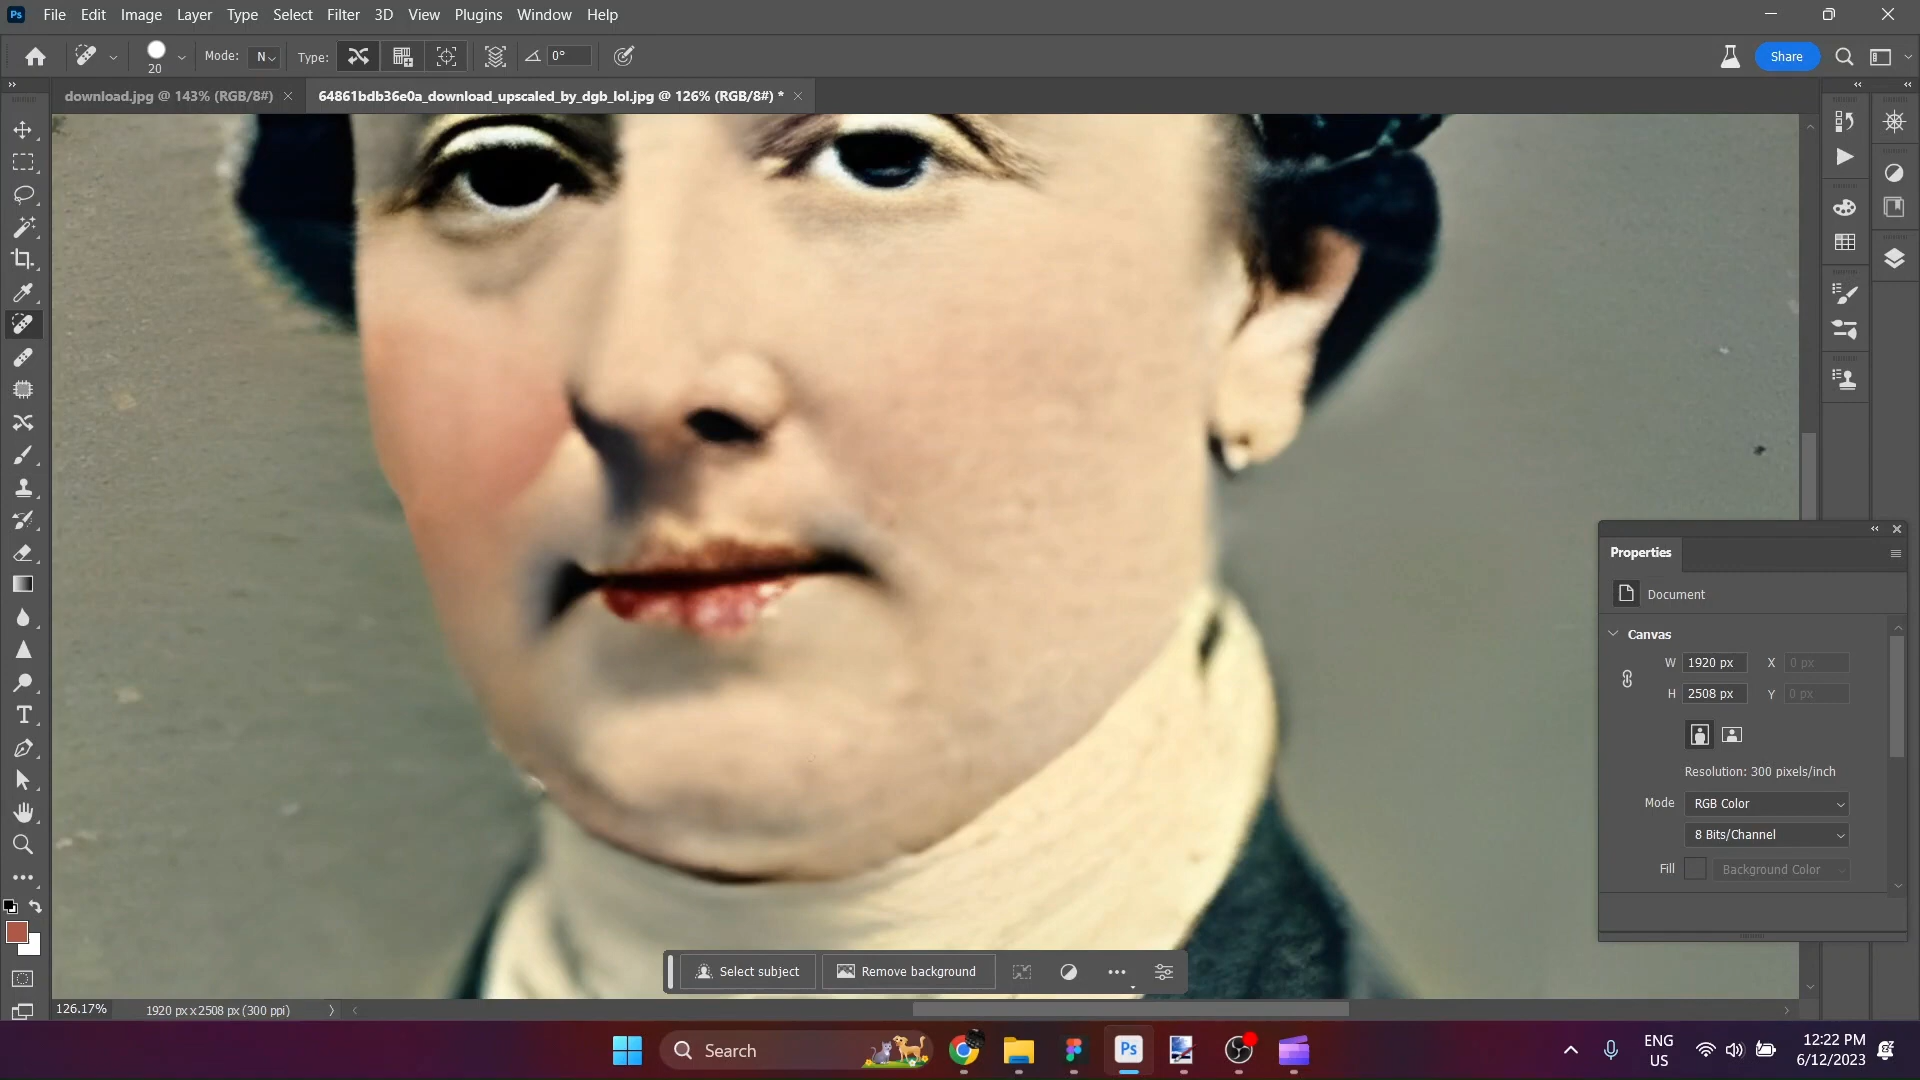 Ps File Edit Image Layer Type Select Filter 3D View Plugins Window Help
20 Mode: N Type: 0° Share
download.jpg @ 143% (RGB/8#) 64861bdb36e0a_download_upscaled_by_dgb_lol.jpg @ 126% (RGB/8#) *
Properties
Document
Canvas
W 1920 px X 0 px
H 2508 px Y 0 px
Resolution: 300 pixels/inch
Mode RGB Color
8 Bits/Channel
Fill Background Color
Select subject Remove background
126.17% 1920 px x 2508 px (300 ppi)
Search Ps ENG 12:22 PM
US 6/12/2023